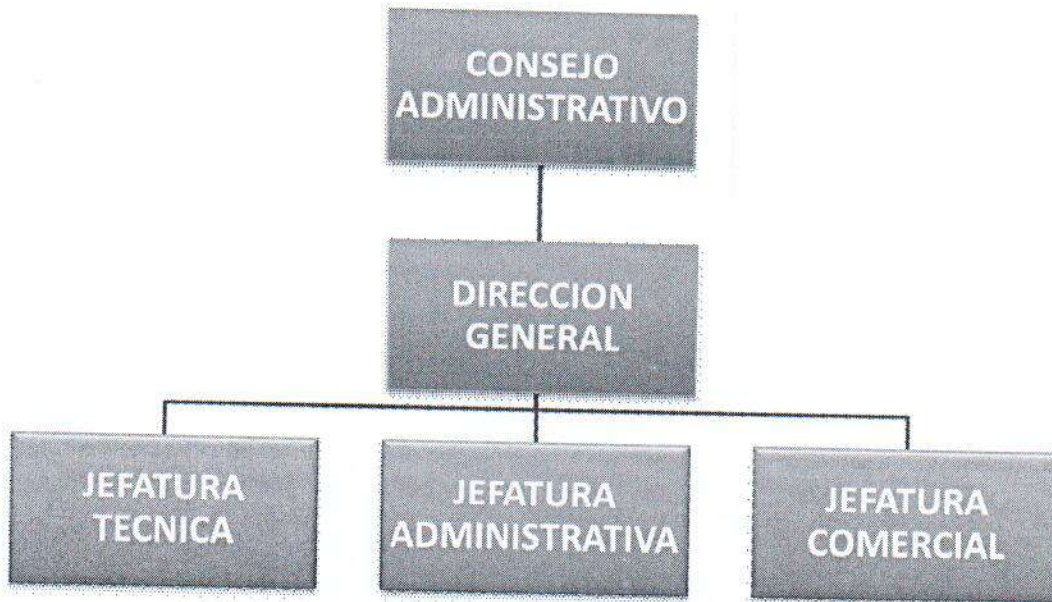 CONSEJO
ADMINISTRATIVO
DIRECCION
GENERAL
JEFATURA
TECNICA
JEFATURA
ADMINISTRATIVA
JEFATURA
COMERCIAL